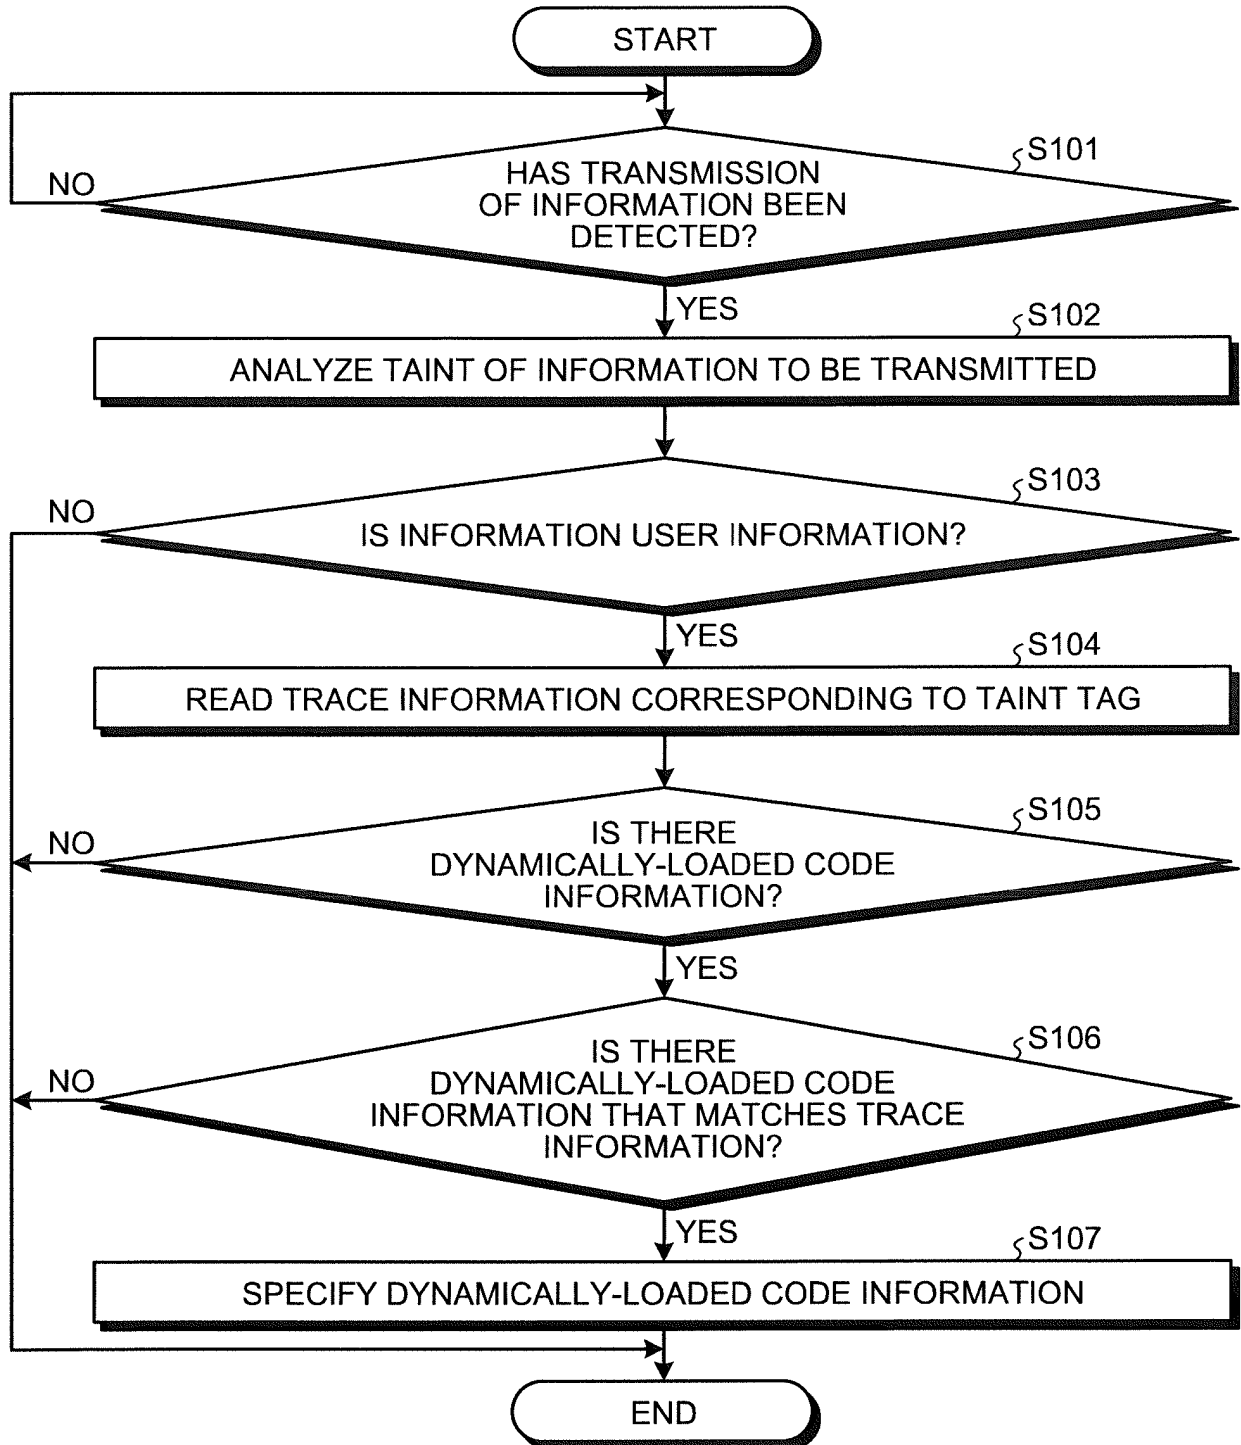 START
S101
NO
HAS TRANSMISSION
OF INFORMATION BEEN
DETECTED?
YES
S102
ANALYZE TAINT OF INFORMATION TO BE TRANSMITTED
S103
NO
IS INFORMATION USER INFORMATION?
YES
S104
READ TRACE INFORMATION CORRESPONDING TO TAINT TAG
S105
NO
IS THERE
DYNAMICALLY-LOADED CODE
INFORMATION?
YES
S106
NO
IS THERE
DYNAMICALLY-LOADED CODE
INFORMATION THAT MATCHES TRACE
INFORMATION?
YES
S107
SPECIFY DYNAMICALLY-LOADED CODE INFORMATION
END